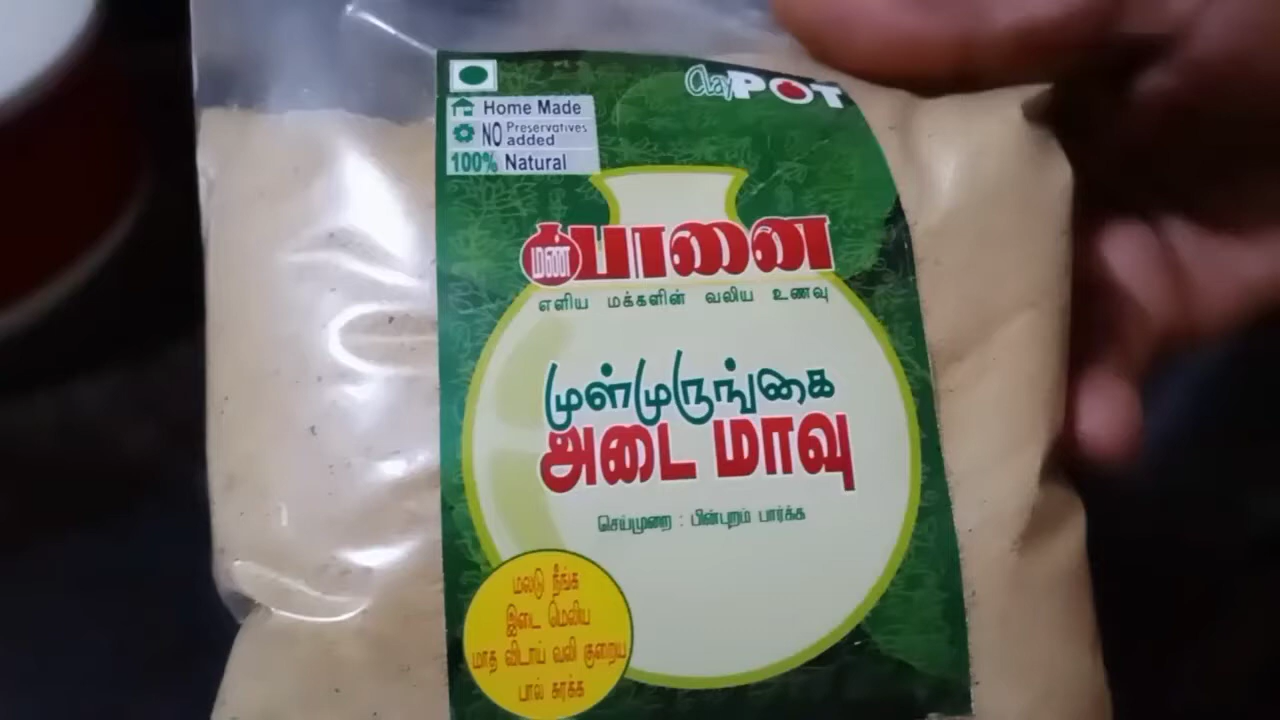 ClayPOT
Home Made
NO Preservatives added
100% Natural
மண் பானை
எளிய மக்களின் வலிய உணவு
முள்முருங்கை
அடை மாவு
செய்முறை : பின்புறம் பார்க்க
மலடு நீங்க
இடை மெலிய
மாத விடாய் வலி குறைய
பால் சுரக்க